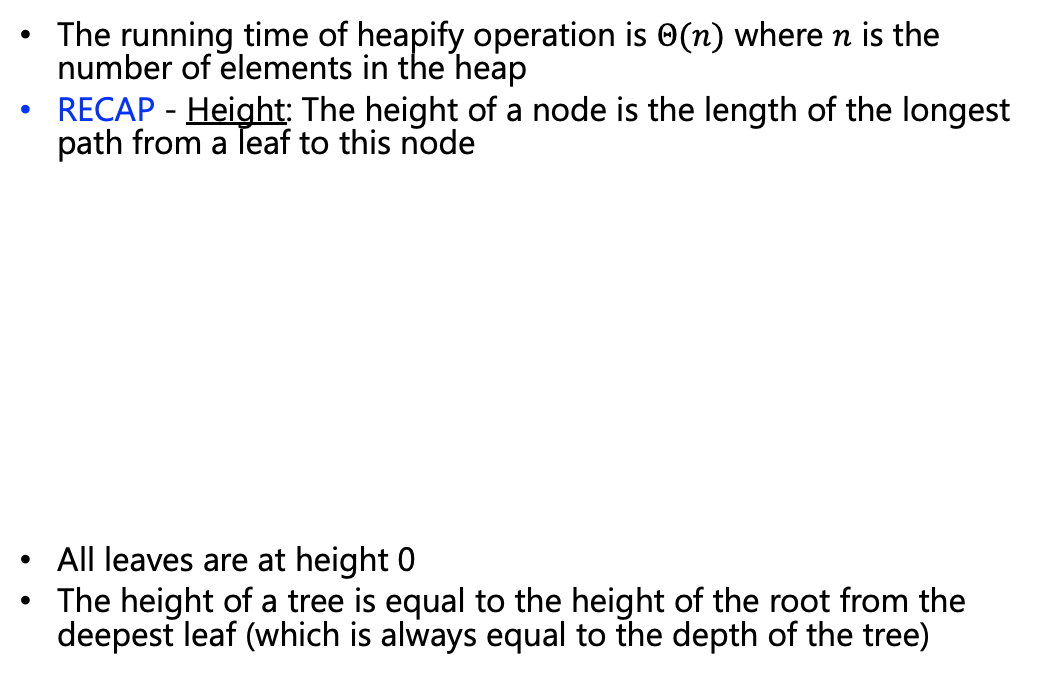 • The running time of heapify operation is Θ(n) where n is the
number of elements in the heap
• RECAP - Height: The height of a node is the length of the longest
path from a leaf to this node
• All leaves are at height 0
• The height of a tree is equal to the height of the root from the
deepest leaf (which is always equal to the depth of the tree)